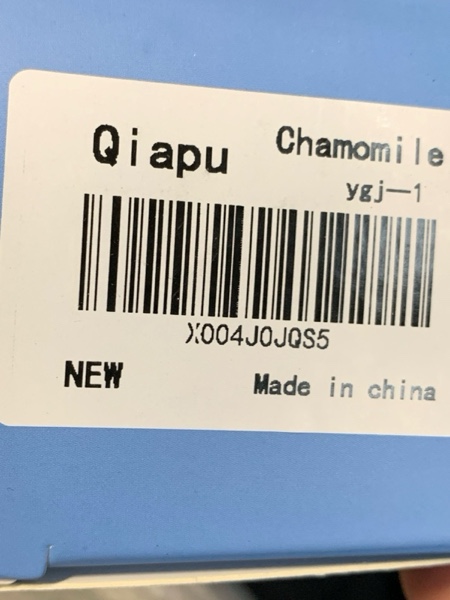 Qiapu Chamomile
ygj—1
X004J0JQS5
NEW Made in china